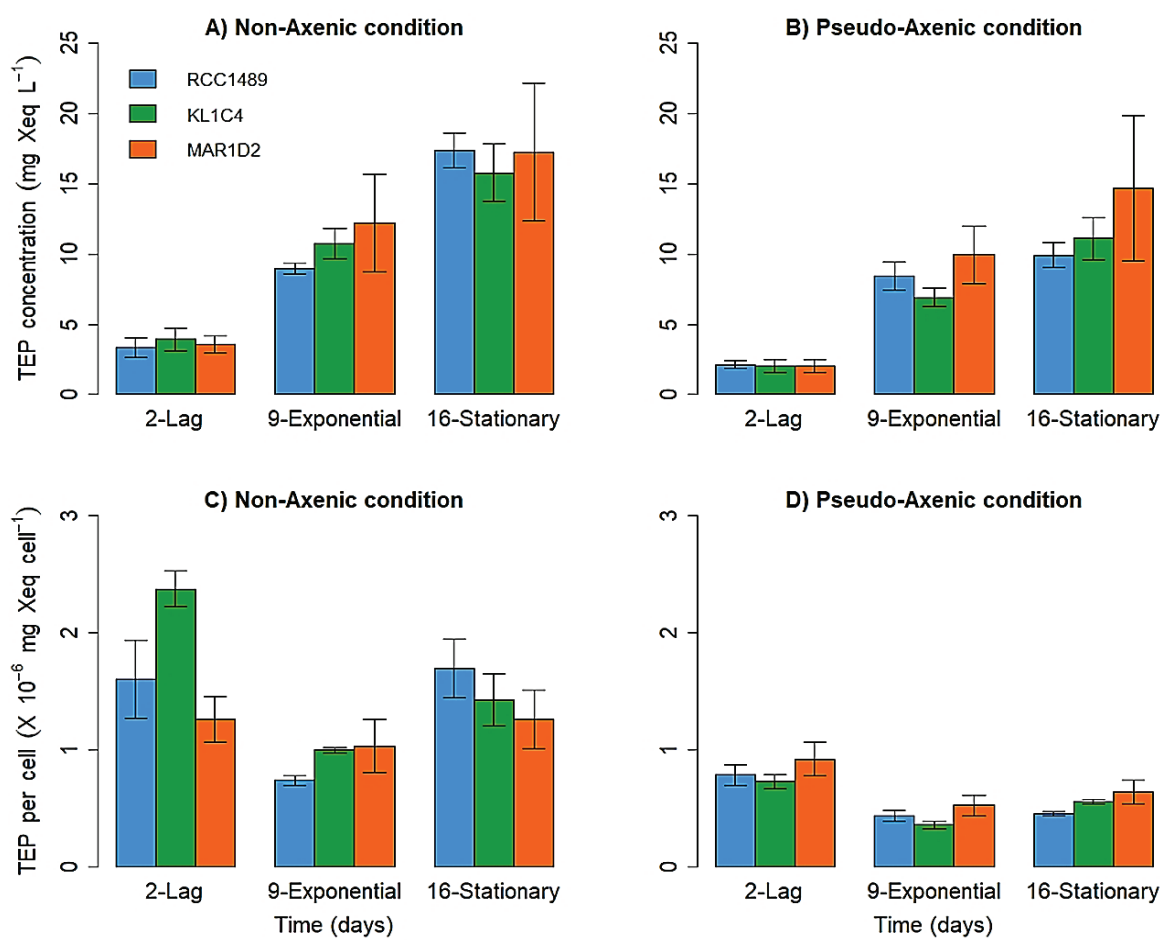 A) Non-Axenic condition
TEP concentration (mg Xeq L⁻¹)
25
20
15
10
5
0
RCC1489
KL1C4
MAR1D2
2-Lag 9-Exponential 16-Stationary
B) Pseudo-Axenic condition
25
20
15
10
5
0
2-Lag 9-Exponential 16-Stationary
C) Non-Axenic condition
TEP per cell (X 10⁻⁶ mg Xeq cell⁻¹)
3
2
1
0
2-Lag 9-Exponential 16-Stationary
Time (days)
D) Pseudo-Axenic condition
3
2
1
0
2-Lag 9-Exponential 16-Stationary
Time (days)